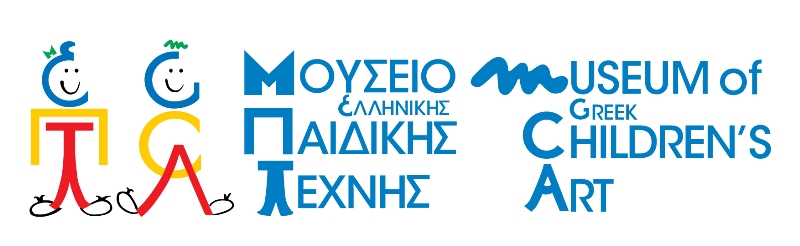 ΜΟΥΣΕΙΟ
ΕΛΛΗΝΙΚΗΣ
ΠΑΙΔΙΚΗΣ
ΤΕΧΝΗΣ
MUSEUM of
GREEK
CHILDREN'S
ART